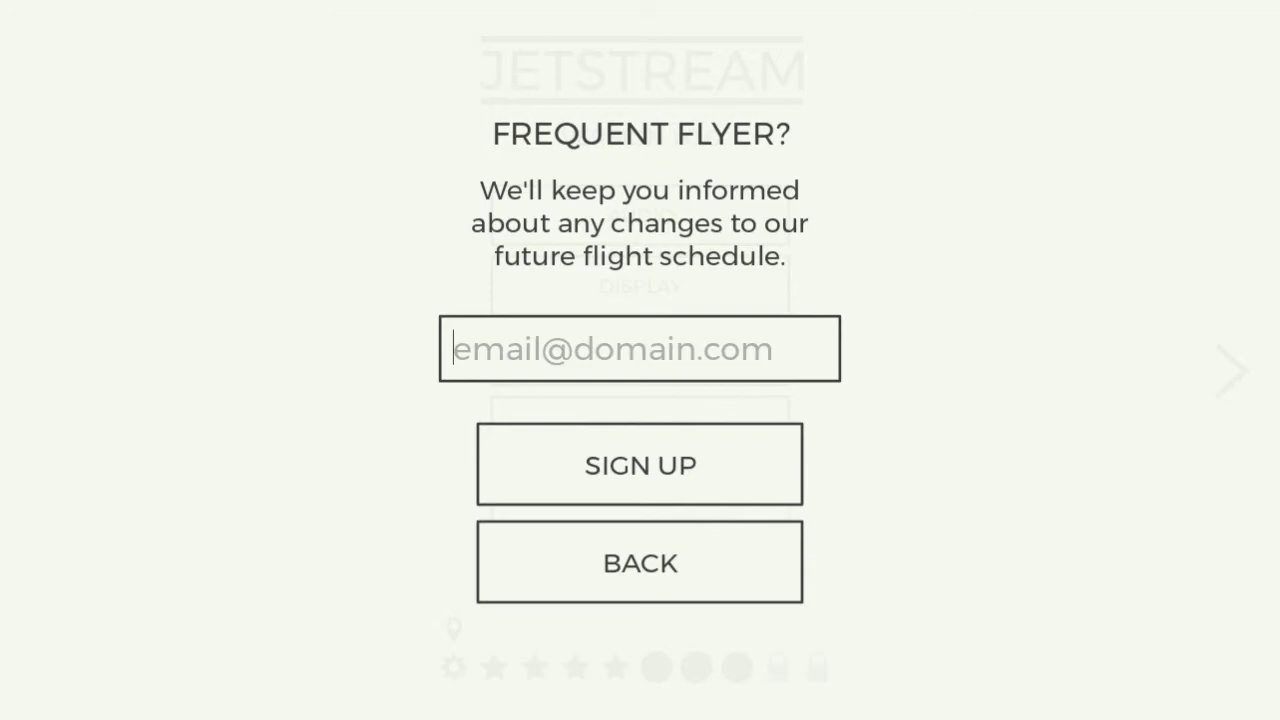 JETSTREAM
FREQUENT FLYER?
We'll keep you informed
about any changes to our
future flight schedule.
DISPLAY
email@domain.com
SIGN UP
BACK